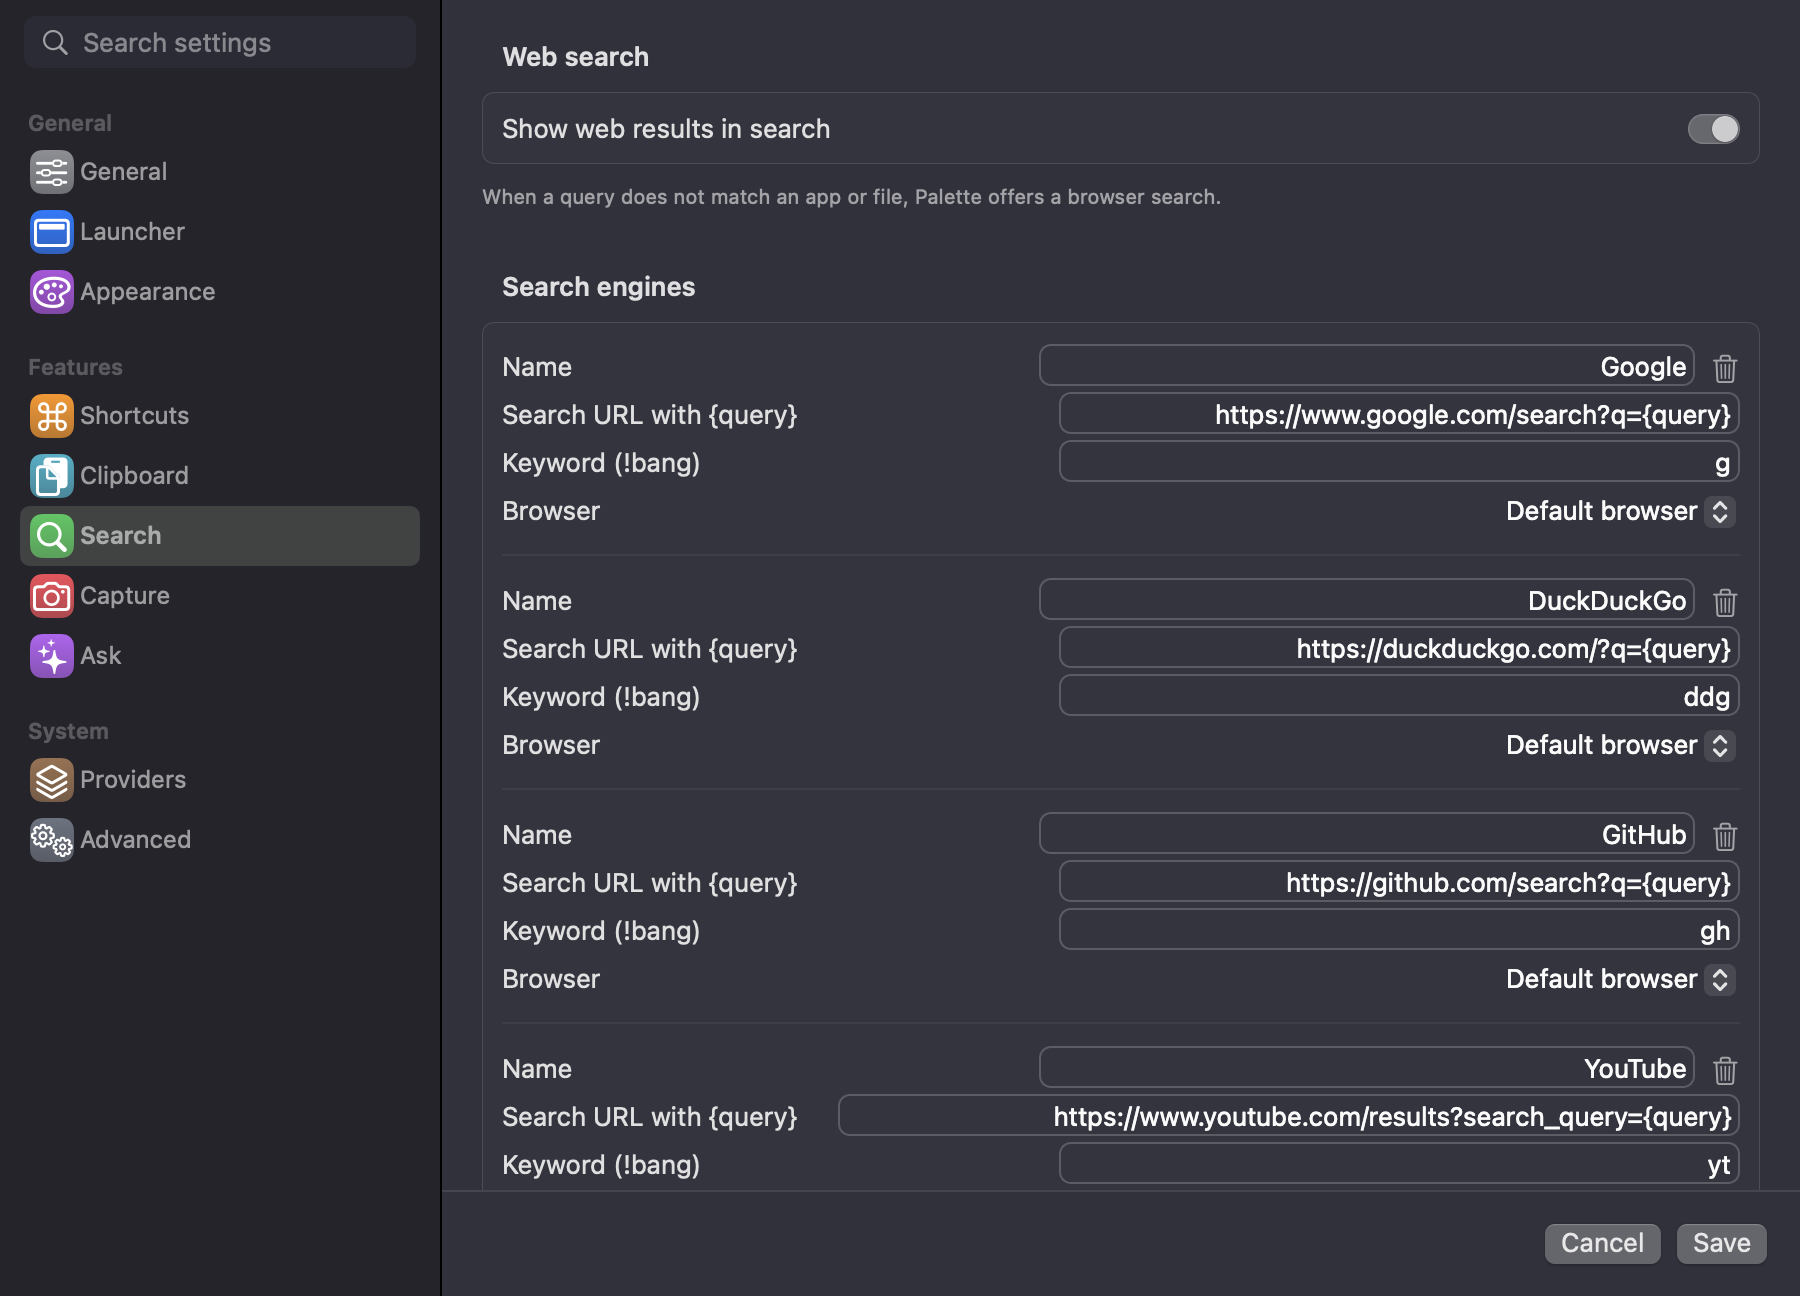 Search settings
General
General
Launcher
Appearance
Features
Shortcuts
Clipboard
Search
Capture
Ask
System
Providers
Advanced
Web search
Show web results in search
When a query does not match an app or file, Palette offers a browser search.
Search engines
Name Google
Search URL with {query} https://www.google.com/search?q={query}
Keyword (!bang) g
Browser Default browser
Name DuckDuckGo
Search URL with {query} https://duckduckgo.com/?q={query}
Keyword (!bang) ddg
Browser Default browser
Name GitHub
Search URL with {query} https://github.com/search?q={query}
Keyword (!bang) gh
Browser Default browser
Name YouTube
Search URL with {query} https://www.youtube.com/results?search_query={query}
Keyword (!bang) yt
Cancel Save